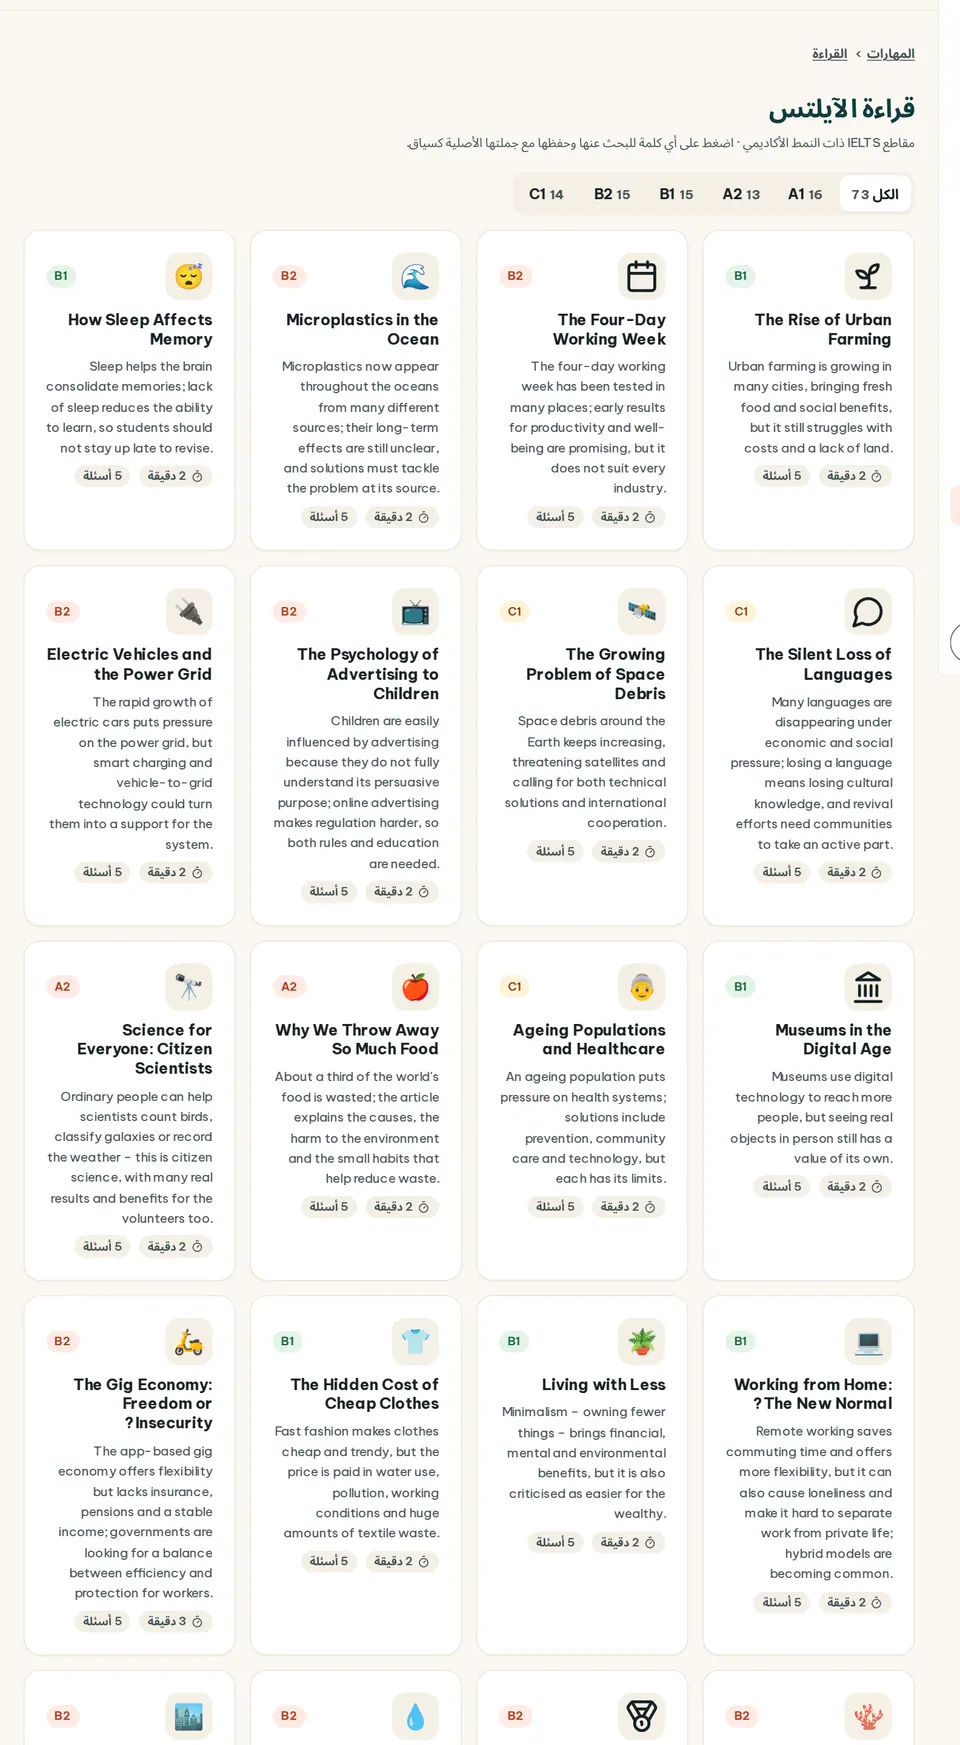 المهارات › القراءة
قراءة الآيلتس
مقاطع IELTS ذات النمط الأكاديمي · اضغط على أي كلمة للبحث عنها وحفظها مع جملتها الأصلية كسياق.
الكل 73 A1 16 A2 13 B1 15 B2 15 C1 14
B1
The Rise of Urban
Farming
Urban farming is growing in
many cities, bringing fresh
food and social benefits,
but it still struggles with
costs and a lack of land.
2 دقيقة 5 أسئلة
B2
The Four-Day
Working Week
The four-day working
week has been tested in
many places; early results
for productivity and well-
being are promising, but it
does not suit every
industry.
2 دقيقة 5 أسئلة
B2
Microplastics in the
Ocean
Microplastics now appear
throughout the oceans
from many different
sources; their long-term
effects are still unclear,
and solutions must tackle
the problem at its source.
2 دقيقة 5 أسئلة
B1
How Sleep Affects
Memory
Sleep helps the brain
consolidate memories; lack
of sleep reduces the ability
to learn, so students should
not stay up late to revise.
2 دقيقة 5 أسئلة
C1
The Silent Loss of
Languages
Many languages are
disappearing under
economic and social
pressure; losing a language
means losing cultural
knowledge, and revival
efforts need communities
to take an active part.
2 دقيقة 5 أسئلة
C1
The Growing
Problem of Space
Debris
Space debris around the
Earth keeps increasing,
threatening satellites and
calling for both technical
solutions and international
cooperation.
2 دقيقة 5 أسئلة
B2
The Psychology of
Advertising to
Children
Children are easily
influenced by advertising
because they do not fully
understand its persuasive
purpose; online advertising
makes regulation harder, so
both rules and education
are needed.
2 دقيقة 5 أسئلة
B2
Electric Vehicles and
the Power Grid
The rapid growth of
electric cars puts pressure
on the power grid, but
smart charging and
vehicle-to-grid
technology could turn
them into a support for the
system.
2 دقيقة 5 أسئلة
B1
Museums in the
Digital Age
Museums use digital
technology to reach more
people, but seeing real
objects in person still has a
value of its own.
2 دقيقة 5 أسئلة
C1
Ageing Populations
and Healthcare
An ageing population puts
pressure on health systems;
solutions include
prevention, community
care and technology, but
each has its limits.
2 دقيقة 5 أسئلة
A2
Why We Throw Away
So Much Food
About a third of the world's
food is wasted; the article
explains the causes, the
harm to the environment
and the small habits that
help reduce waste.
2 دقيقة 5 أسئلة
A2
Science for
Everyone: Citizen
Scientists
Ordinary people can help
scientists count birds,
classify galaxies or record
the weather – this is citizen
science, with many real
results and benefits for the
volunteers too.
2 دقيقة 5 أسئلة
B1
Working from Home:
?The New Normal
Remote working saves
commuting time and offers
more flexibility, but it can
also cause loneliness and
make it hard to separate
work from private life;
hybrid models are
becoming common.
2 دقيقة 5 أسئلة
B1
Living with Less
Minimalism – owning fewer
things – brings financial,
mental and environmental
benefits, but it is also
criticised as easier for the
wealthy.
2 دقيقة 5 أسئلة
B1
The Hidden Cost of
Cheap Clothes
Fast fashion makes clothes
cheap and trendy, but the
price is paid in water use,
pollution, working
conditions and huge
amounts of textile waste.
2 دقيقة 5 أسئلة
B2
The Gig Economy:
Freedom or
?Insecurity
The app-based gig
economy offers flexibility
but lacks insurance,
pensions and a stable
income; governments are
looking for a balance
between efficiency and
protection for workers.
3 دقيقة 5 أسئلة
B2
B2
B2
B2